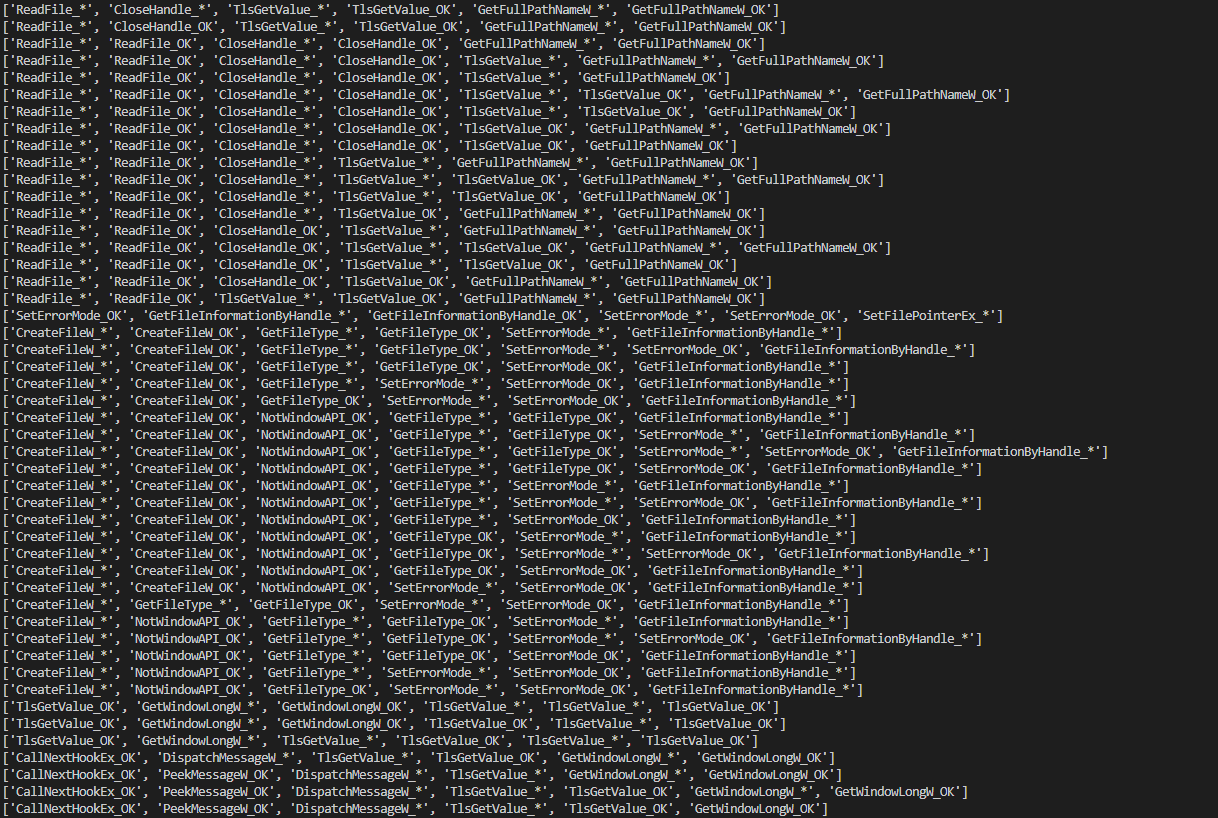 ['ReadFile_*', 'CloseHandle_*', 'TlsGetValue_*', 'TlsGetValue_OK', 'GetFullPathNameW_*', 'GetFullPathNameW_OK']
['ReadFile_*', 'CloseHandle_OK', 'TlsGetValue_*', 'TlsGetValue_OK', 'GetFullPathNameW_*', 'GetFullPathNameW_OK']
['ReadFile_*', 'ReadFile_OK', 'CloseHandle_*', 'CloseHandle_OK', 'GetFullPathNameW_*', 'GetFullPathNameW_OK']
['ReadFile_*', 'ReadFile_OK', 'CloseHandle_*', 'CloseHandle_OK', 'TlsGetValue_*', 'GetFullPathNameW_*', 'GetFullPathNameW_OK']
['ReadFile_*', 'ReadFile_OK', 'CloseHandle_*', 'CloseHandle_OK', 'TlsGetValue_*', 'GetFullPathNameW_OK']
['ReadFile_*', 'ReadFile_OK', 'CloseHandle_*', 'CloseHandle_OK', 'TlsGetValue_*', 'TlsGetValue_OK', 'GetFullPathNameW_*', 'GetFullPathNameW_OK']
['ReadFile_*', 'ReadFile_OK', 'CloseHandle_*', 'CloseHandle_OK', 'TlsGetValue_*', 'TlsGetValue_OK', 'GetFullPathNameW_OK']
['ReadFile_*', 'ReadFile_OK', 'CloseHandle_*', 'CloseHandle_OK', 'TlsGetValue_OK', 'GetFullPathNameW_*', 'GetFullPathNameW_OK']
['ReadFile_*', 'ReadFile_OK', 'CloseHandle_*', 'CloseHandle_OK', 'TlsGetValue_OK', 'GetFullPathNameW_OK']
['ReadFile_*', 'ReadFile_OK', 'CloseHandle_*', 'TlsGetValue_*', 'GetFullPathNameW_*', 'GetFullPathNameW_OK']
['ReadFile_*', 'ReadFile_OK', 'CloseHandle_*', 'TlsGetValue_*', 'TlsGetValue_OK', 'GetFullPathNameW_*', 'GetFullPathNameW_OK']
['ReadFile_*', 'ReadFile_OK', 'CloseHandle_*', 'TlsGetValue_*', 'TlsGetValue_OK', 'GetFullPathNameW_OK']
['ReadFile_*', 'ReadFile_OK', 'CloseHandle_*', 'TlsGetValue_OK', 'GetFullPathNameW_*', 'GetFullPathNameW_OK']
['ReadFile_*', 'ReadFile_OK', 'CloseHandle_OK', 'TlsGetValue_*', 'GetFullPathNameW_*', 'GetFullPathNameW_OK']
['ReadFile_*', 'ReadFile_OK', 'CloseHandle_OK', 'TlsGetValue_*', 'TlsGetValue_OK', 'GetFullPathNameW_*', 'GetFullPathNameW_OK']
['ReadFile_*', 'ReadFile_OK', 'CloseHandle_OK', 'TlsGetValue_*', 'TlsGetValue_OK', 'GetFullPathNameW_OK']
['ReadFile_*', 'ReadFile_OK', 'CloseHandle_OK', 'TlsGetValue_OK', 'GetFullPathNameW_*', 'GetFullPathNameW_OK']
['ReadFile_*', 'ReadFile_OK', 'TlsGetValue_*', 'TlsGetValue_OK', 'GetFullPathNameW_*', 'GetFullPathNameW_OK']
['SetErrorMode_OK', 'GetFileInformationByHandle_*', 'GetFileInformationByHandle_OK', 'SetErrorMode_*', 'SetErrorMode_OK', 'SetFilePointerEx_*']
['CreateFileW_*', 'CreateFileW_OK', 'GetFileType_*', 'GetFileType_OK', 'SetErrorMode_*', 'GetFileInformationByHandle_*']
['CreateFileW_*', 'CreateFileW_OK', 'GetFileType_*', 'GetFileType_OK', 'SetErrorMode_*', 'SetErrorMode_OK', 'GetFileInformationByHandle_*']
['CreateFileW_*', 'CreateFileW_OK', 'GetFileType_*', 'GetFileType_OK', 'SetErrorMode_OK', 'GetFileInformationByHandle_*']
['CreateFileW_*', 'CreateFileW_OK', 'GetFileType_*', 'SetErrorMode_*', 'SetErrorMode_OK', 'GetFileInformationByHandle_*']
['CreateFileW_*', 'CreateFileW_OK', 'GetFileType_OK', 'SetErrorMode_*', 'SetErrorMode_OK', 'GetFileInformationByHandle_*']
['CreateFileW_*', 'CreateFileW_OK', 'NotWindowAPI_OK', 'GetFileType_*', 'GetFileType_OK', 'GetFileInformationByHandle_*']
['CreateFileW_*', 'CreateFileW_OK', 'NotWindowAPI_OK', 'GetFileType_*', 'GetFileType_OK', 'SetErrorMode_*', 'GetFileInformationByHandle_*']
['CreateFileW_*', 'CreateFileW_OK', 'NotWindowAPI_OK', 'GetFileType_*', 'GetFileType_OK', 'SetErrorMode_*', 'SetErrorMode_OK', 'GetFileInformationByHandle_*']
['CreateFileW_*', 'CreateFileW_OK', 'NotWindowAPI_OK', 'GetFileType_*', 'GetFileType_OK', 'SetErrorMode_OK', 'GetFileInformationByHandle_*']
['CreateFileW_*', 'CreateFileW_OK', 'NotWindowAPI_OK', 'GetFileType_*', 'SetErrorMode_*', 'GetFileInformationByHandle_*']
['CreateFileW_*', 'CreateFileW_OK', 'NotWindowAPI_OK', 'GetFileType_*', 'SetErrorMode_*', 'SetErrorMode_OK', 'GetFileInformationByHandle_*']
['CreateFileW_*', 'CreateFileW_OK', 'NotWindowAPI_OK', 'GetFileType_*', 'SetErrorMode_OK', 'GetFileInformationByHandle_*']
['CreateFileW_*', 'CreateFileW_OK', 'NotWindowAPI_OK', 'GetFileType_OK', 'SetErrorMode_*', 'GetFileInformationByHandle_*']
['CreateFileW_*', 'CreateFileW_OK', 'NotWindowAPI_OK', 'GetFileType_OK', 'SetErrorMode_*', 'SetErrorMode_OK', 'GetFileInformationByHandle_*']
['CreateFileW_*', 'CreateFileW_OK', 'NotWindowAPI_OK', 'GetFileType_OK', 'SetErrorMode_OK', 'GetFileInformationByHandle_*']
['CreateFileW_*', 'CreateFileW_OK', 'NotWindowAPI_OK', 'SetErrorMode_*', 'SetErrorMode_OK', 'GetFileInformationByHandle_*']
['CreateFileW_*', 'GetFileType_*', 'GetFileType_OK', 'SetErrorMode_*', 'SetErrorMode_OK', 'GetFileInformationByHandle_*']
['CreateFileW_*', 'NotWindowAPI_OK', 'GetFileType_*', 'GetFileType_OK', 'SetErrorMode_*', 'GetFileInformationByHandle_*']
['CreateFileW_*', 'NotWindowAPI_OK', 'GetFileType_*', 'GetFileType_OK', 'SetErrorMode_*', 'SetErrorMode_OK', 'GetFileInformationByHandle_*']
['CreateFileW_*', 'NotWindowAPI_OK', 'GetFileType_*', 'GetFileType_OK', 'SetErrorMode_OK', 'GetFileInformationByHandle_*']
['CreateFileW_*', 'NotWindowAPI_OK', 'GetFileType_*', 'SetErrorMode_*', 'SetErrorMode_OK', 'GetFileInformationByHandle_*']
['CreateFileW_*', 'NotWindowAPI_OK', 'GetFileType_OK', 'SetErrorMode_*', 'SetErrorMode_OK', 'GetFileInformationByHandle_*']
['TlsGetValue_OK', 'GetWindowLongW_*', 'GetWindowLongW_OK', 'TlsGetValue_*', 'TlsGetValue_*', 'TlsGetValue_OK']
['TlsGetValue_OK', 'GetWindowLongW_*', 'GetWindowLongW_OK', 'TlsGetValue_OK', 'TlsGetValue_*', 'TlsGetValue_OK']
['TlsGetValue_OK', 'GetWindowLongW_*', 'TlsGetValue_*', 'TlsGetValue_OK', 'TlsGetValue_*', 'TlsGetValue_OK']
['CallNextHookEx_OK', 'DispatchMessageW_*', 'TlsGetValue_*', 'TlsGetValue_OK', 'GetWindowLongW_*', 'GetWindowLongW_OK']
['CallNextHookEx_OK', 'PeekMessageW_OK', 'DispatchMessageW_*', 'TlsGetValue_*', 'GetWindowLongW_*', 'GetWindowLongW_OK']
['CallNextHookEx_OK', 'PeekMessageW_OK', 'DispatchMessageW_*', 'TlsGetValue_*', 'TlsGetValue_OK', 'GetWindowLongW_*', 'GetWindowLongW_OK']
['CallNextHookEx_OK', 'PeekMessageW_OK', 'DispatchMessageW_*', 'TlsGetValue_*', 'TlsGetValue_OK', 'GetWindowLongW_OK']